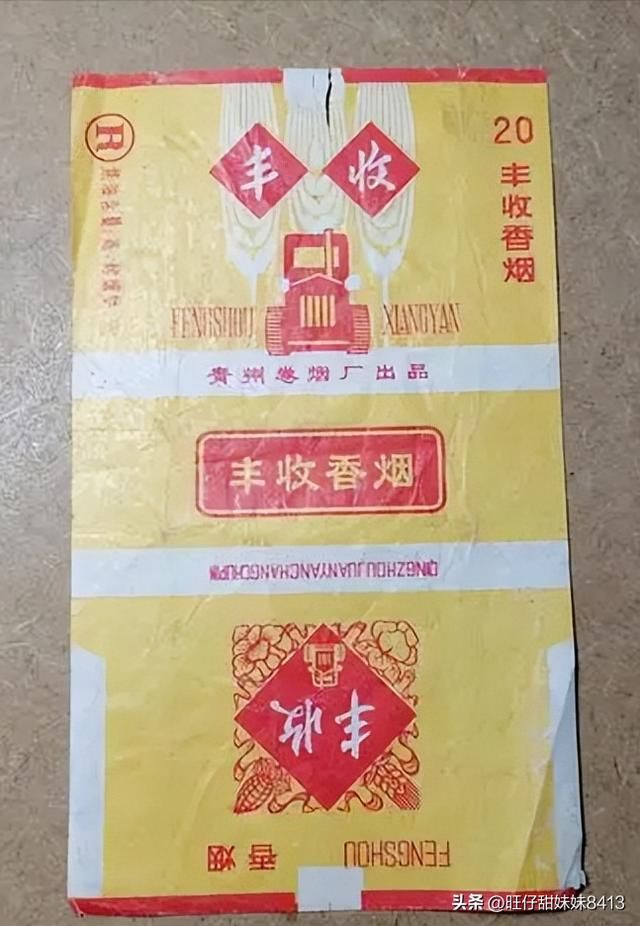 R
20
丰收香烟
丰收
FENGSHOU XIANGYAN
青州卷烟厂出品
丰收香烟
QINGZHOUJUANYANCHANGCHUPIN
丰收
FENGSHOU
香烟
头条 @旺仔甜妹妹8413